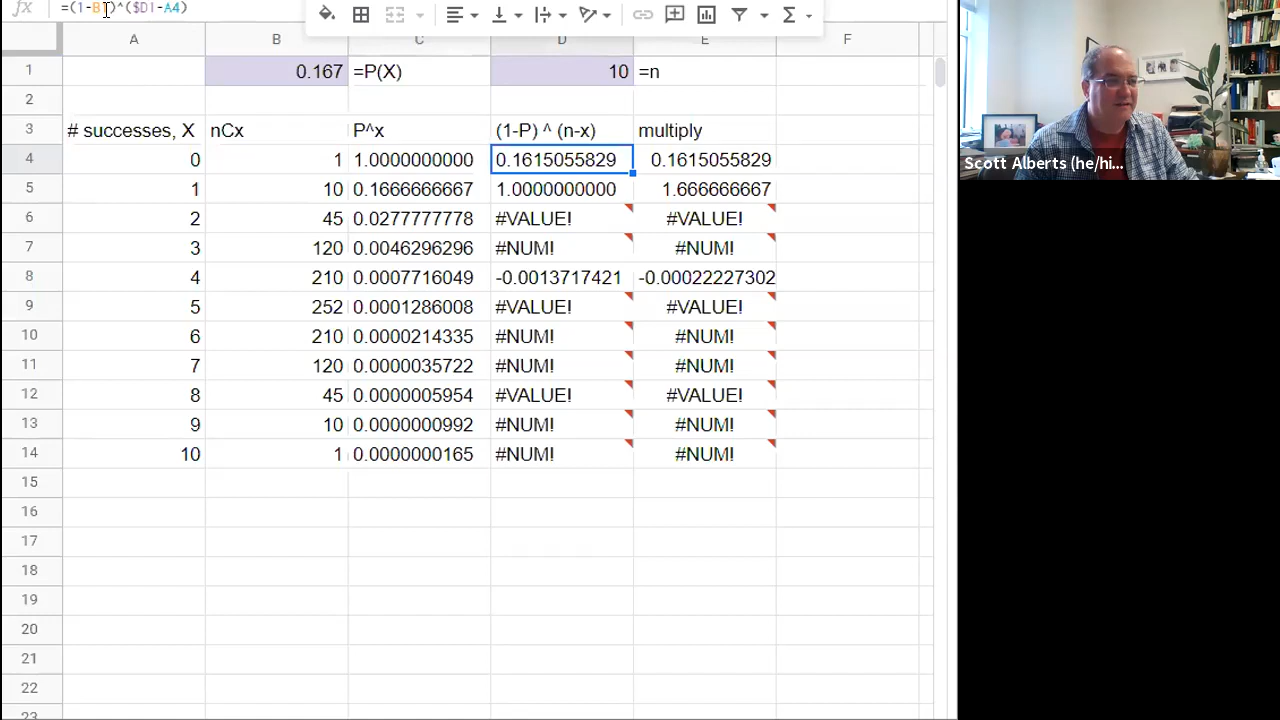 fx =(1-B1)^($D1-A4)
A B C D E F
1 0.167 =P(X) 10 =n
2
3 # successes, X nCx P^x (1-P) ^ (n-x) multiply
4 0 1 1.0000000000 0.1615055829 0.1615055829
5 1 10 0.1666666667 1.0000000000 1.666666667
6 2 45 0.0277777778 #VALUE! #VALUE!
7 3 120 0.0046296296 #NUM! #NUM!
8 4 210 0.0007716049 -0.0013717421 -0.00022227302
9 5 252 0.0001286008 #VALUE! #VALUE!
10 6 210 0.0000214335 #NUM! #NUM!
11 7 120 0.0000035722 #NUM! #NUM!
12 8 45 0.0000005954 #VALUE! #VALUE!
13 9 10 0.0000000992 #NUM! #NUM!
14 10 1 0.0000000165 #NUM! #NUM!
15
16
17
18
19
20
21
22
23
Scott Alberts (he/hi...